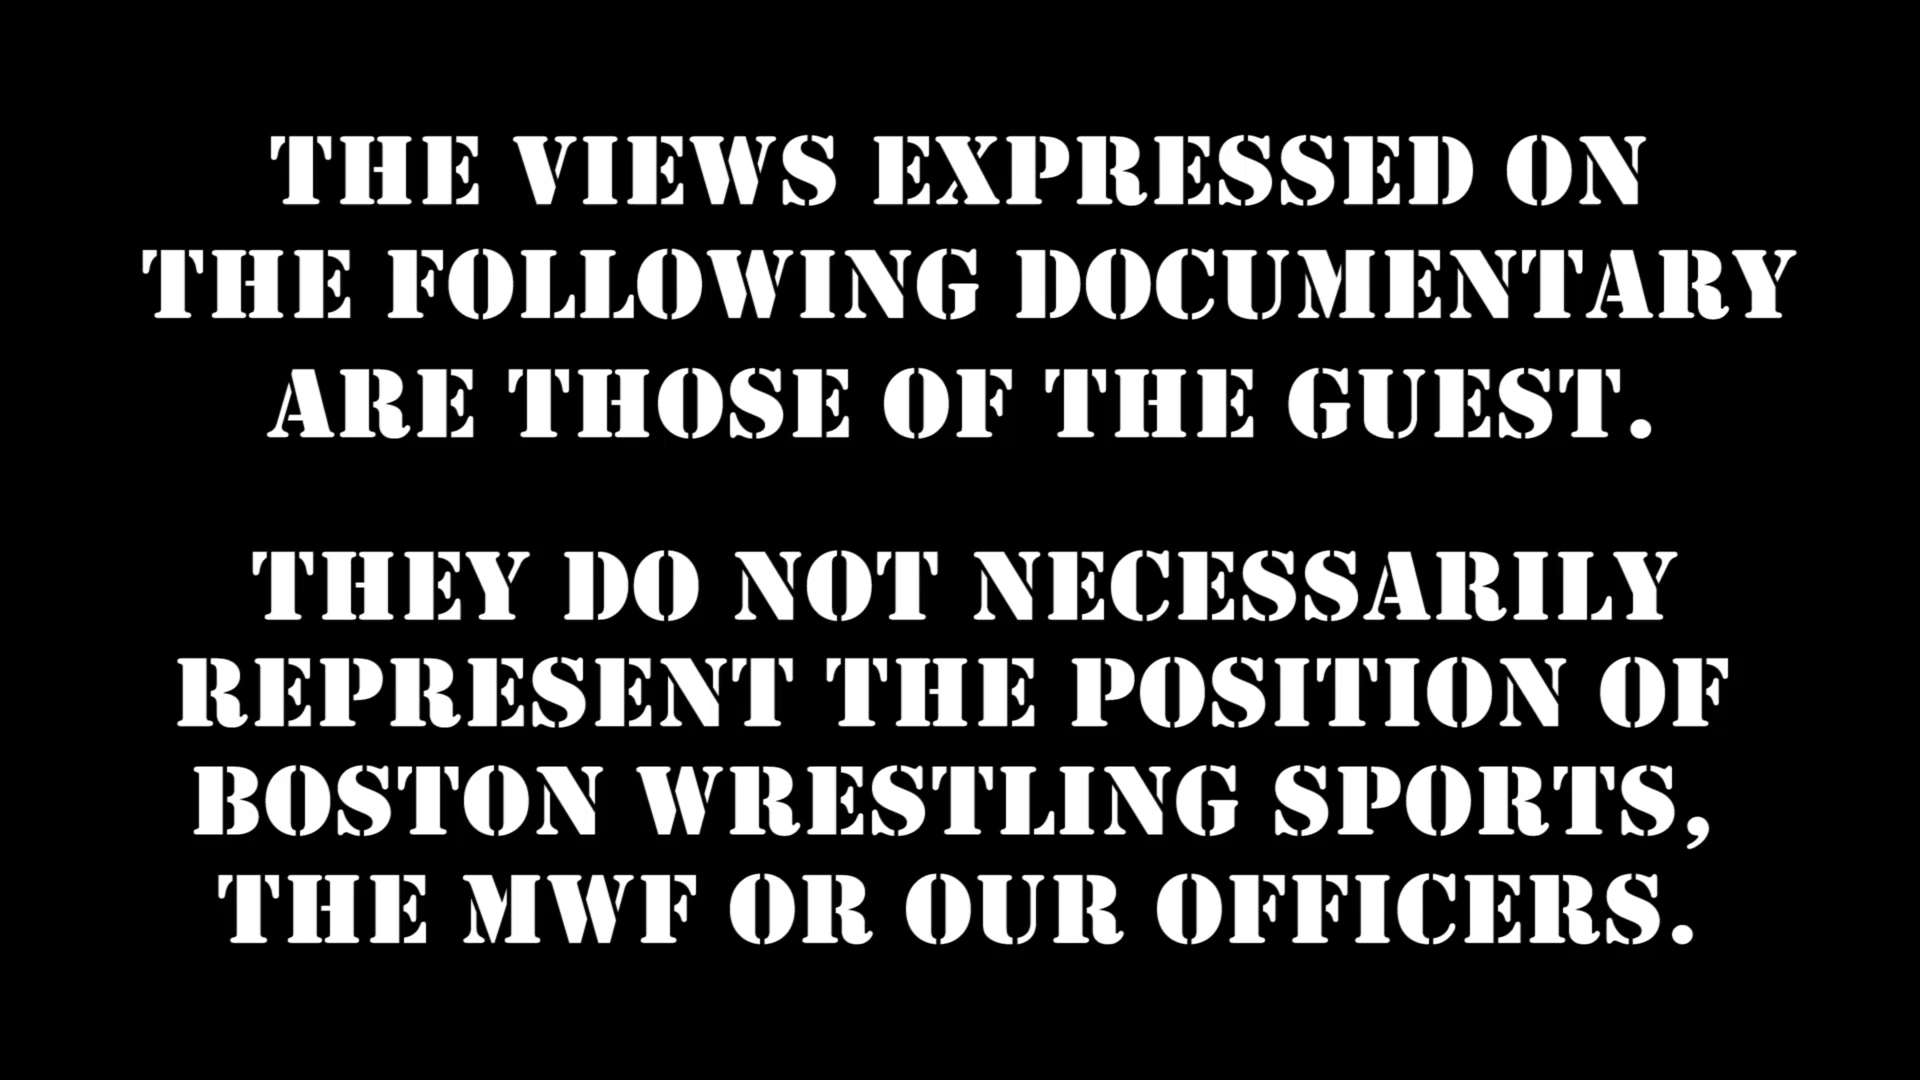 THE VIEWS EXPRESSED ON
THE FOLLOWING DOCUMENTARY
ARE THOSE OF THE GUEST.
THEY DO NOT NECESSARILY
REPRESENT THE POSITION OF
BOSTON WRESTLING SPORTS,
THE MWF OR OUR OFFICERS.